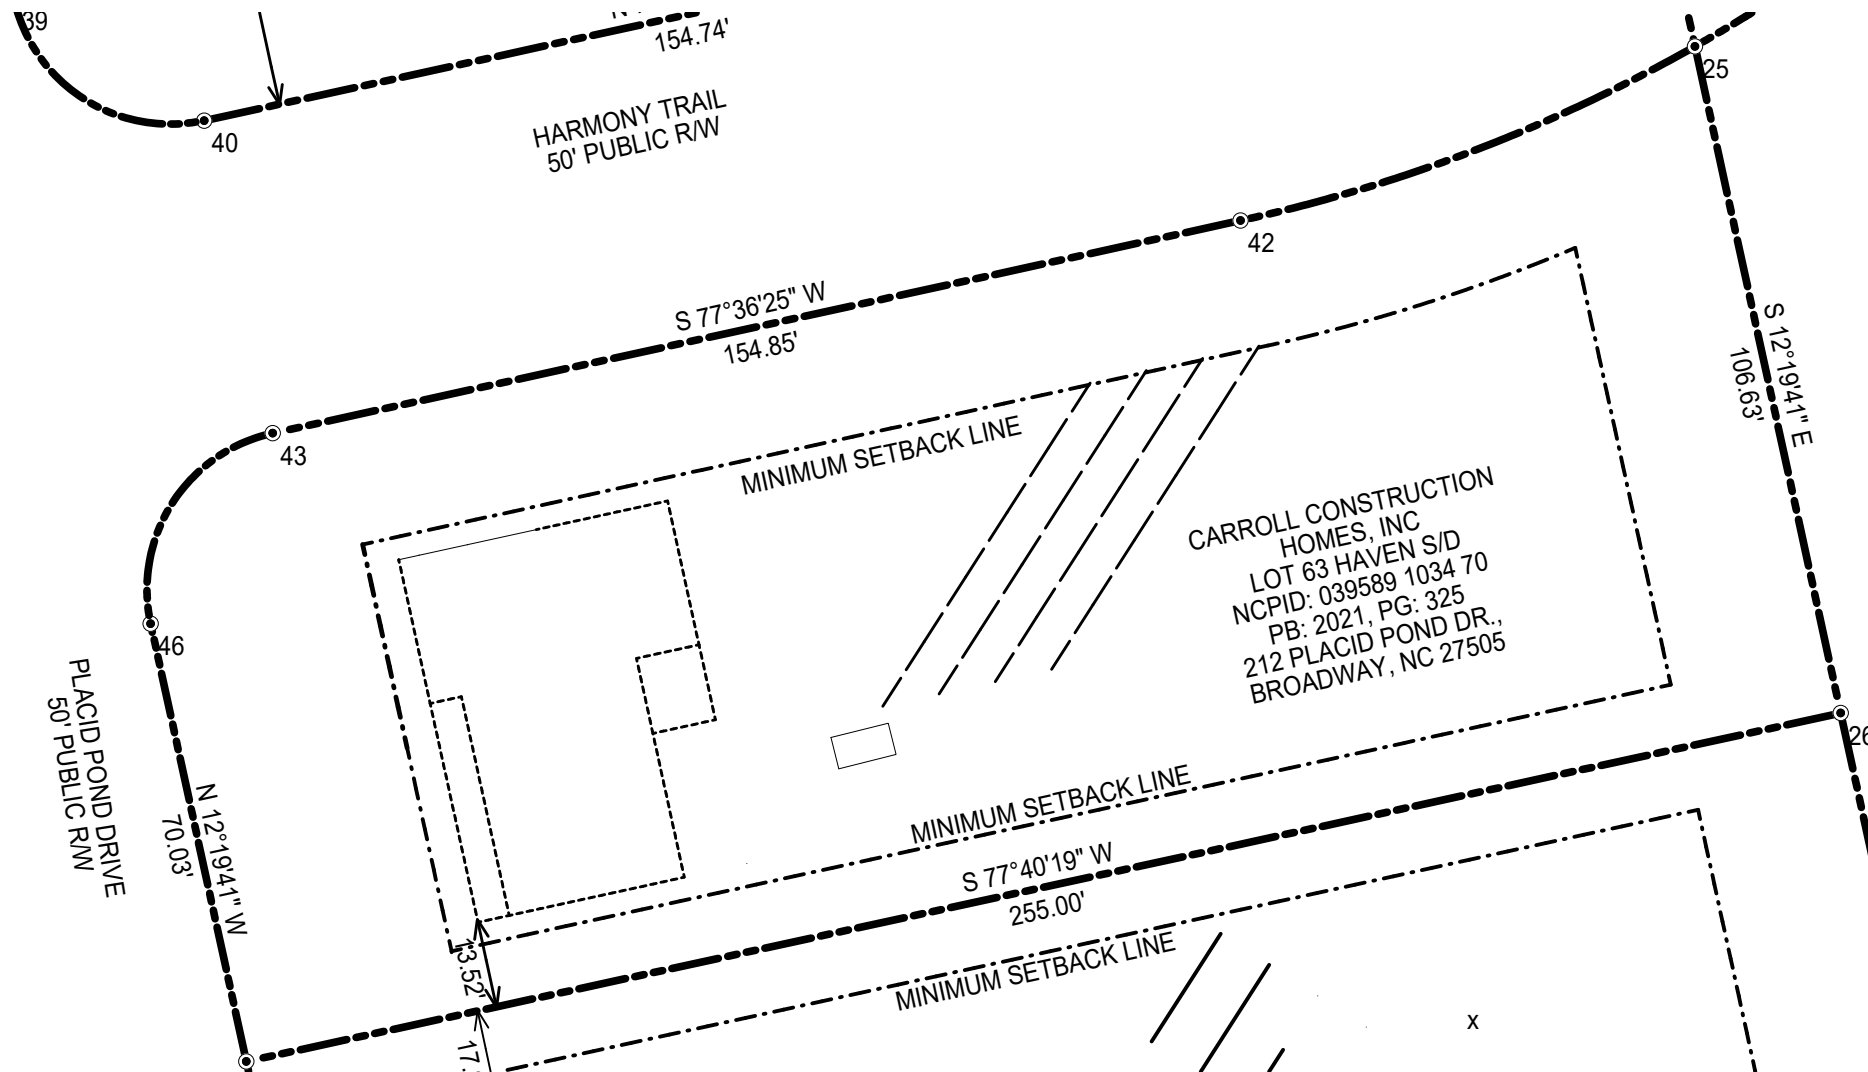 39
154.74'
40
HARMONY TRAIL
50' PUBLIC R/W
25
42
S 77°36'25" W
154.85'
43
MINIMUM SETBACK LINE
S 12°19'41" E
106.63'
CARROLL CONSTRUCTION
HOMES, INC
LOT 63 HAVEN S/D
NCPID: 039589 1034 70
PB: 2021, PG: 325
212 PLACID POND DR.,
BROADWAY, NC 27505
46
PLACID POND DRIVE
50' PUBLIC R/W
N 12°19'41" W
70.03'
26
MINIMUM SETBACK LINE
S 77°40'19" W
255.00'
13.52'
MINIMUM SETBACK LINE
17.
x